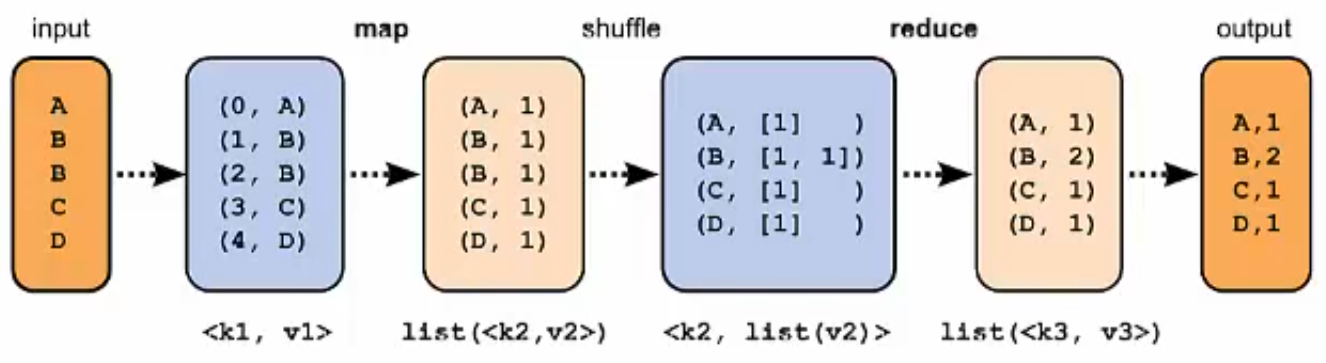 input
map
shuffle
reduce
output
A
B
B
C
D
(0, A)
(1, B)
(2, B)
(3, C)
(4, D)
(A, 1)
(B, 1)
(B, 1)
(C, 1)
(D, 1)
(A, [1]   )
(B, [1, 1])
(C, [1]   )
(D, [1]   )
(A, 1)
(B, 2)
(C, 1)
(D, 1)
A,1
B,2
C,1
D,1
<k1, v1>
list(<k2,v2>)
<k2, list(v2)>
list(<k3, v3>)